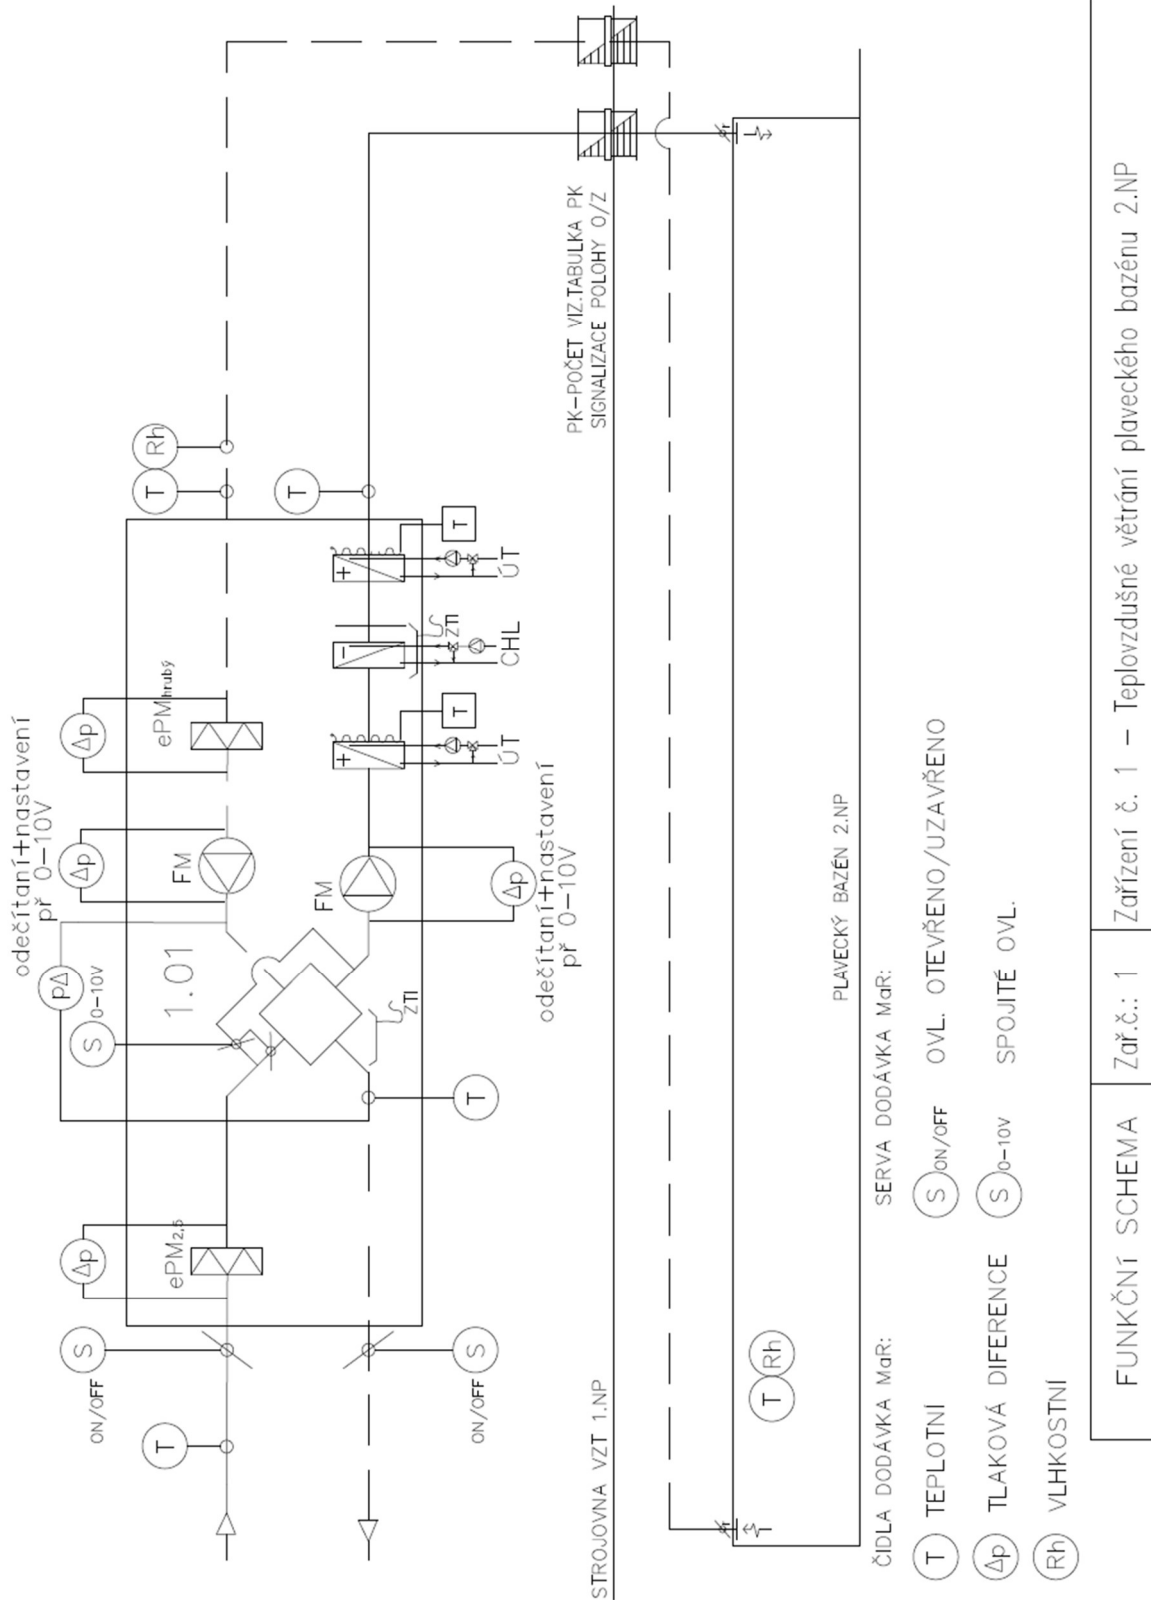 odečítaní+nastavení
př 0-10V
Δp
Δp
pΔ
Δp
S
ON/OFF
T
ePM2,5
S 0-10V
1.01
FM
ePMhrubý
T
Rh
S
ON/OFF
T
ZTI
FM
Δp
odečítaní+nastavení
př 0-10V
+
T
ÚT
-
ZTI
CHL
+
T
ÚT
T
PK-POČET VIZ.TABULKA PK
SIGNALIZACE POLOHY O/Z
STROJOVNA VZT 1.NP
T
Rh
PLAVECKÝ BAZÉN 2.NP
ČIDLA DODÁVKA MaR:
T TEPLOTNÍ
Δp TLAKOVÁ DIFERENCE
Rh VLHKOSTNÍ
SERVA DODÁVKA MaR:
S ON/OFF OVL. OTEVŘENO/UZAVŘENO
S 0-10V SPOJITÉ OVL.
FUNKČNÍ SCHEMA
Zař.č.: 1
Zařízení č. 1 – Teplovzdušné větrání plaveckého bazénu 2.NP